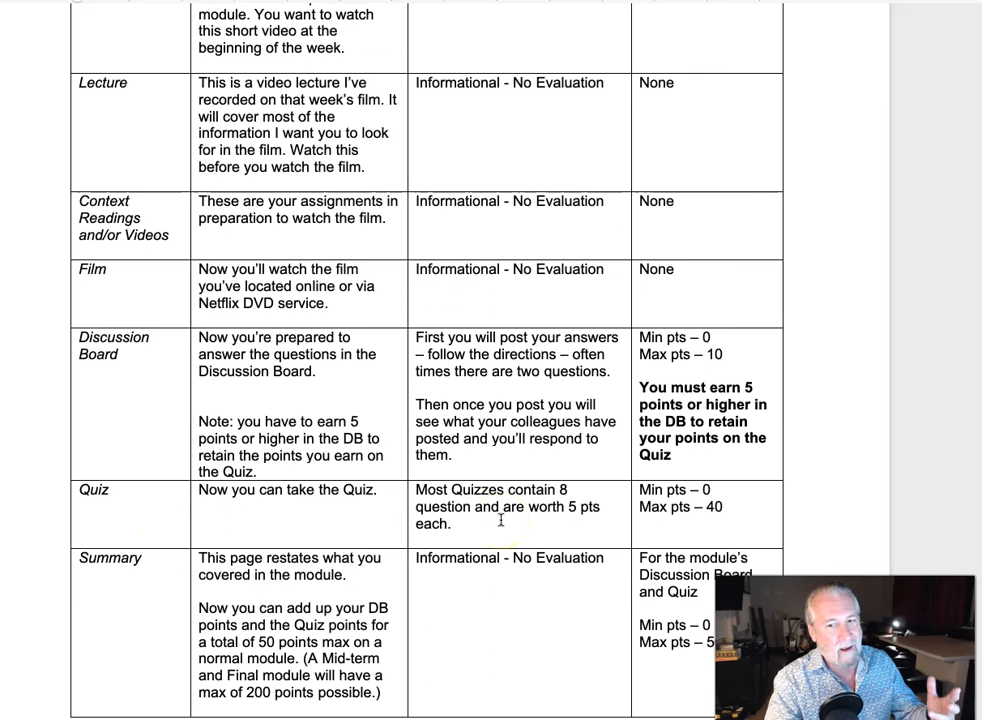 module. You want to watch
this short video at the
beginning of the week.
Lecture
This is a video lecture I've
recorded on that week's film. It
will cover most of the
information I want you to look
for in the film. Watch this
before you watch the film.
Informational - No Evaluation
None
Context
Readings
and/or Videos
These are your assignments in
preparation to watch the film.
Informational - No Evaluation
None
Film
Now you'll watch the film
you've located online or via
Netflix DVD service.
Informational - No Evaluation
None
Discussion
Board
Now you're prepared to
answer the questions in the
Discussion Board.
Note: you have to earn 5
points or higher in the DB to
retain the points you earn on
the Quiz.
First you will post your answers
– follow the directions – often
times there are two questions.
Then once you post you will
see what your colleagues have
posted and you'll respond to
them.
Min pts – 0
Max pts – 10
You must earn 5
points or higher in
the DB to retain
your points on the
Quiz
Quiz
Now you can take the Quiz.
Most Quizzes contain 8
question and are worth 5 pts
each.
Min pts – 0
Max pts – 40
Summary
This page restates what you
covered in the module.
Now you can add up your DB
points and the Quiz points for
a total of 50 points max on a
normal module. (A Mid-term
and Final module will have a
max of 200 points possible.)
Informational - No Evaluation
For the module's
Discussion Board
and Quiz
Min pts – 0
Max pts – 5